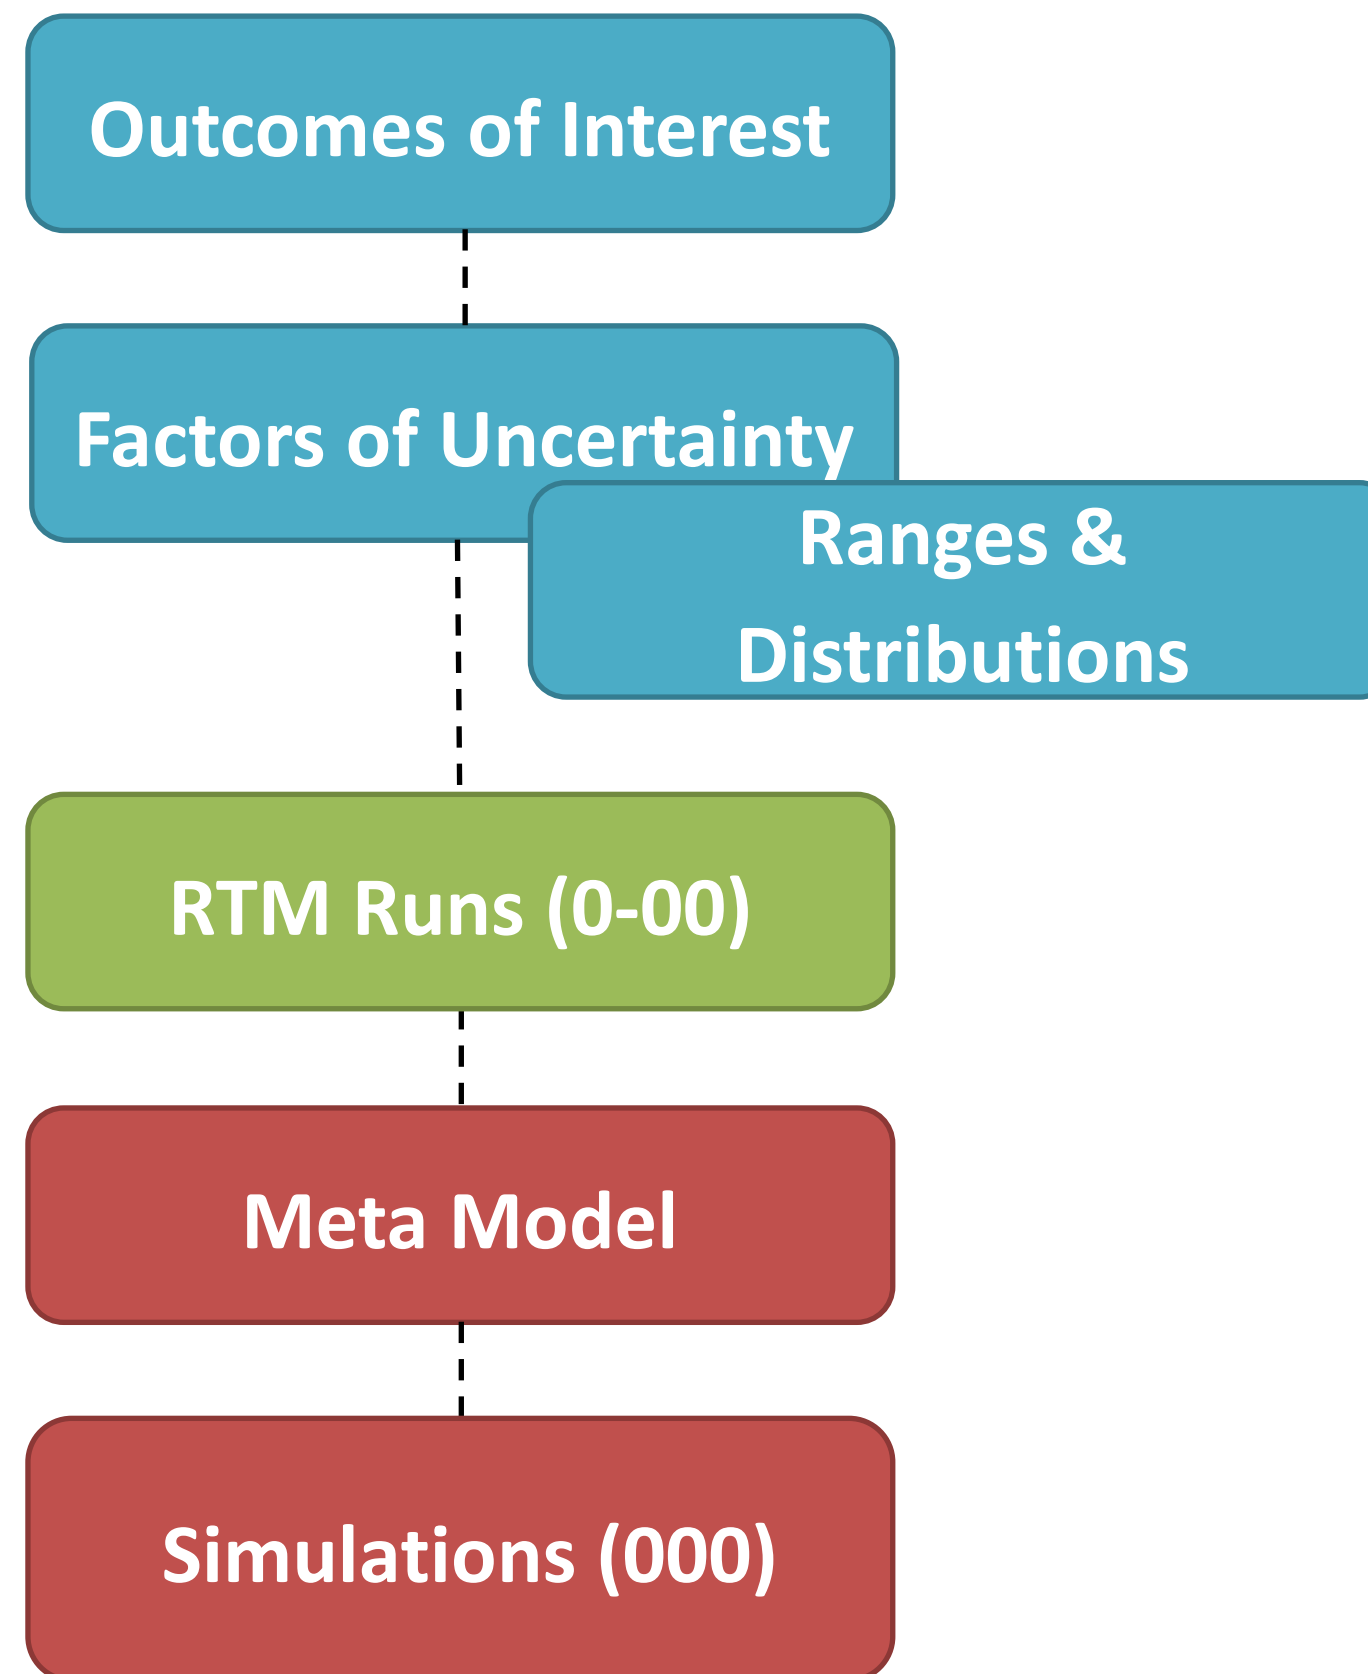 Outcomes of Interest
Factors of Uncertainty
Ranges &
Distributions
RTM Runs (0-00)
Meta Model
Simulations (000)